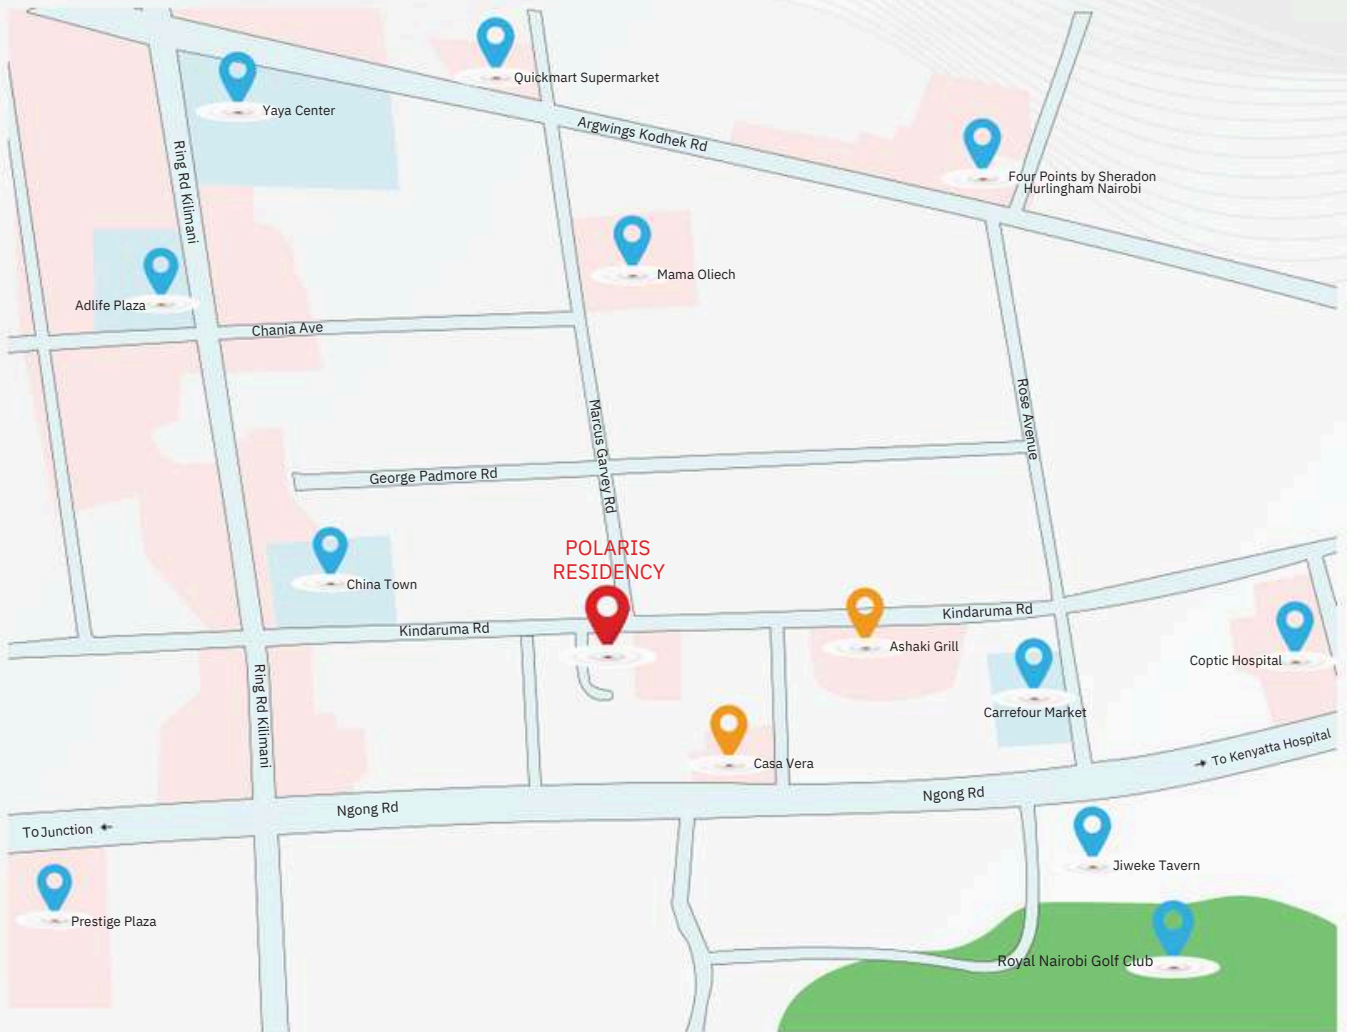 Quickmart Supermarket
Yaya Center
Argwings Kodhek Rd
Four Points by Sheradon
Hurlingham Nairobi
Ring Rd Kilimani
Mama Oliech
Adlife Plaza
Chania Ave
Rose Avenue
Marcus Garvey Rd
George Padmore Rd
POLARIS
RESIDENCY
China Town
Kindaruma Rd
Kindaruma Rd
Ashaki Grill
Coptic Hospital
Ring Rd Kilimani
Carrefour Market
Casa Vera
To Kenyatta Hospital
Ngong Rd
Ngong Rd
To Junction
Jiweke Tavern
Prestige Plaza
Royal Nairobi Golf Club